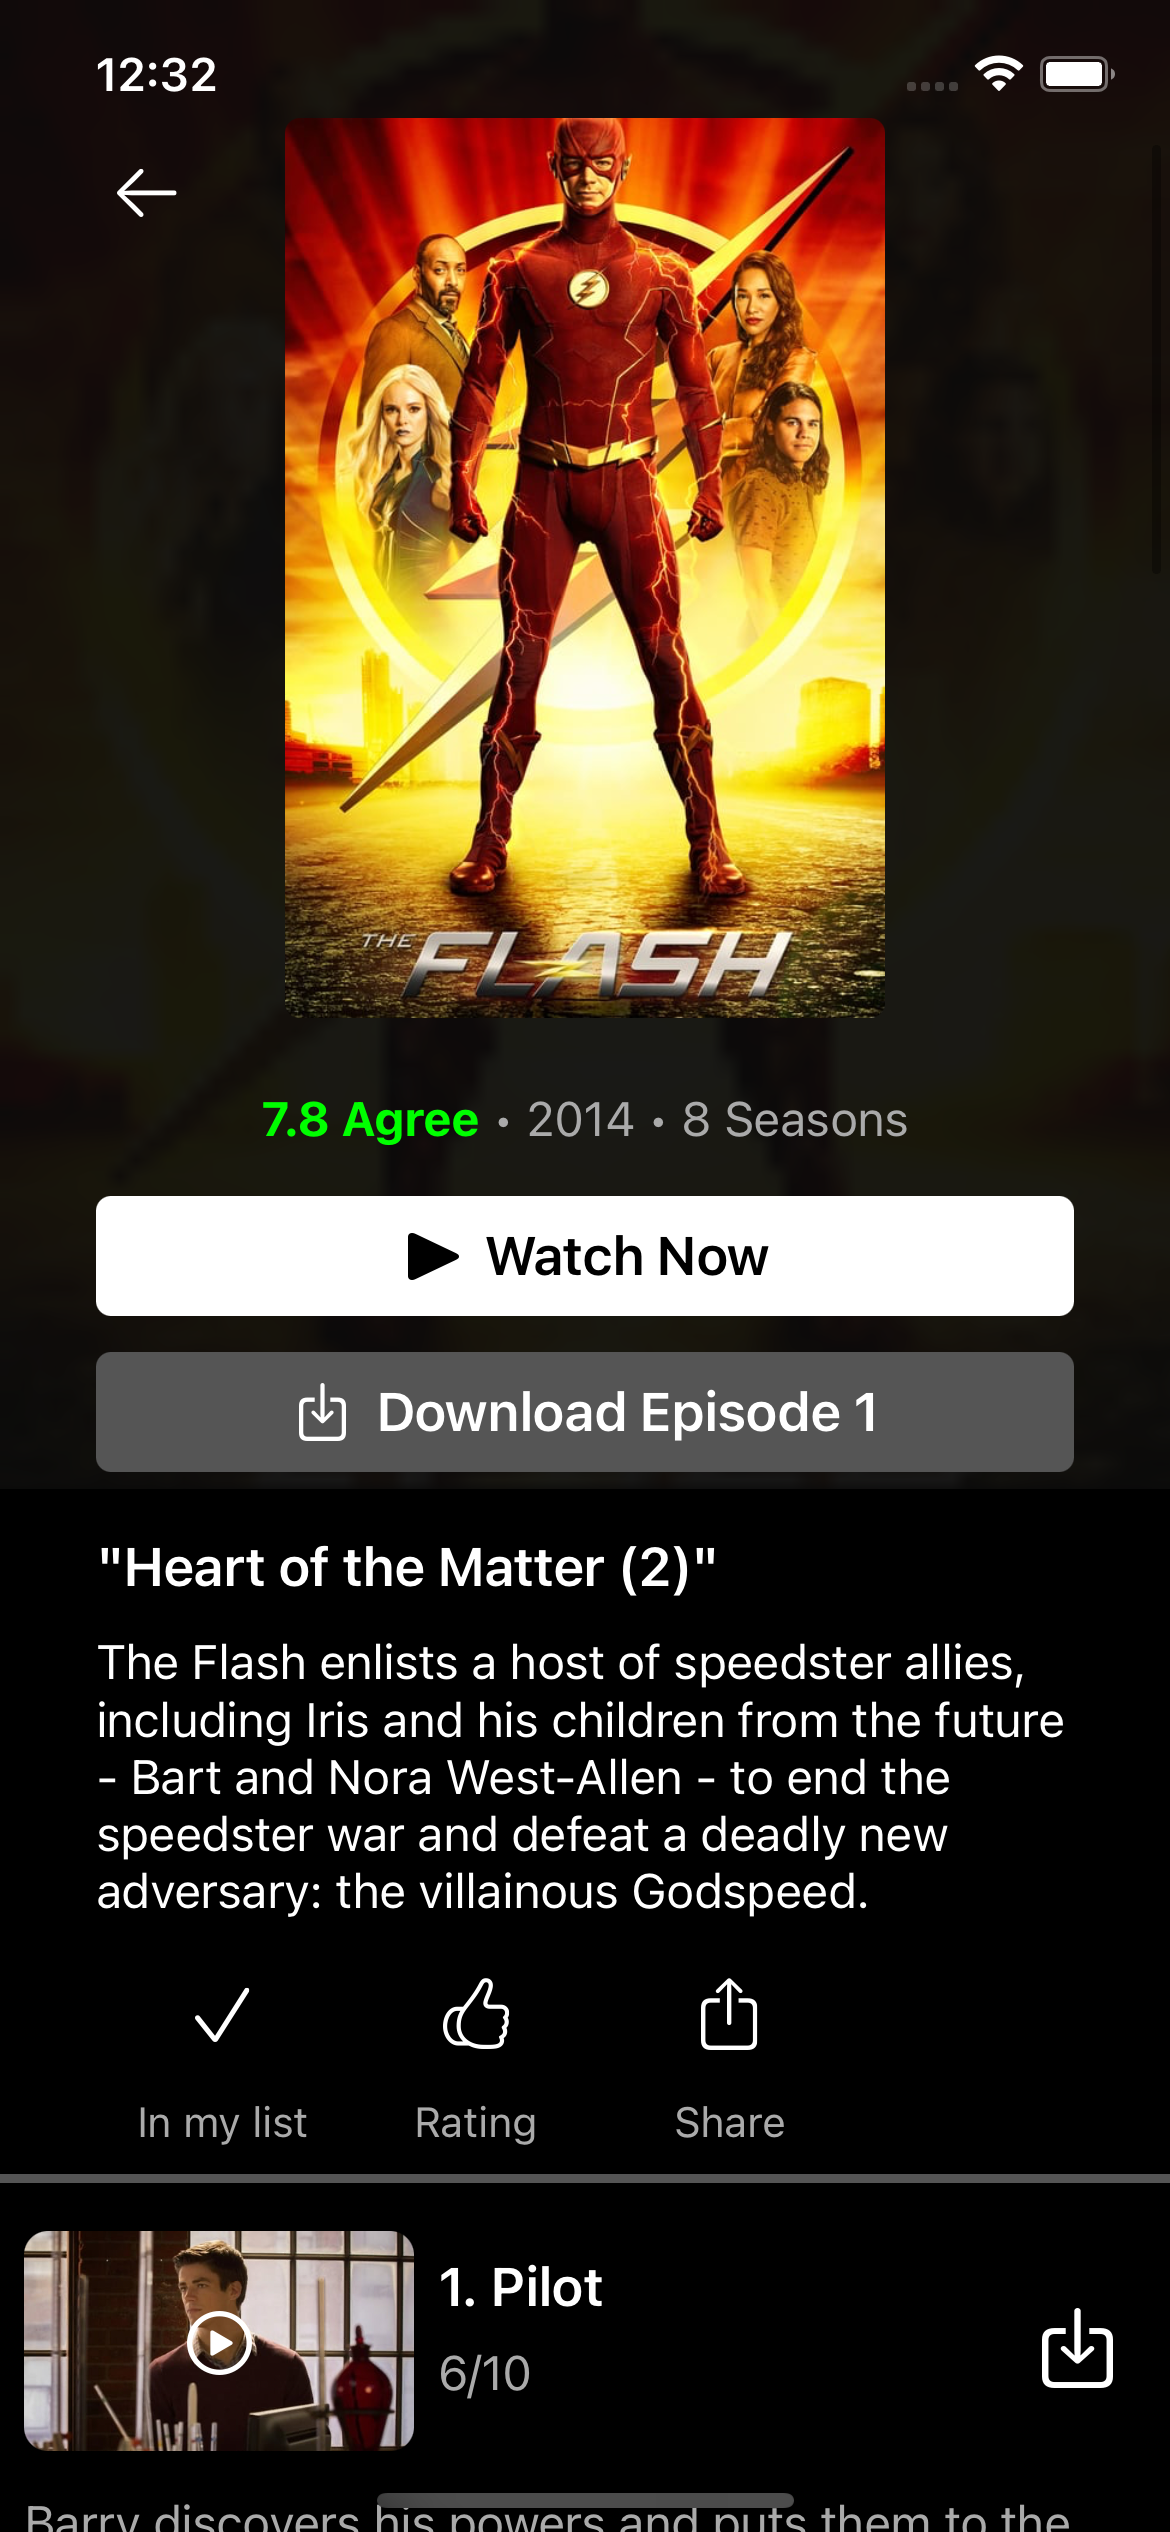 12:32
THE FLASH
7.8 Agree • 2014 • 8 Seasons
Watch Now
Download Episode 1
"Heart of the Matter (2)"
The Flash enlists a host of speedster allies,
including Iris and his children from the future
- Bart and Nora West-Allen - to end the
speedster war and defeat a deadly new
adversary: the villainous Godspeed.
In my list
Rating
Share
1. Pilot
6/10
Barry discovers his powers and puts them to the